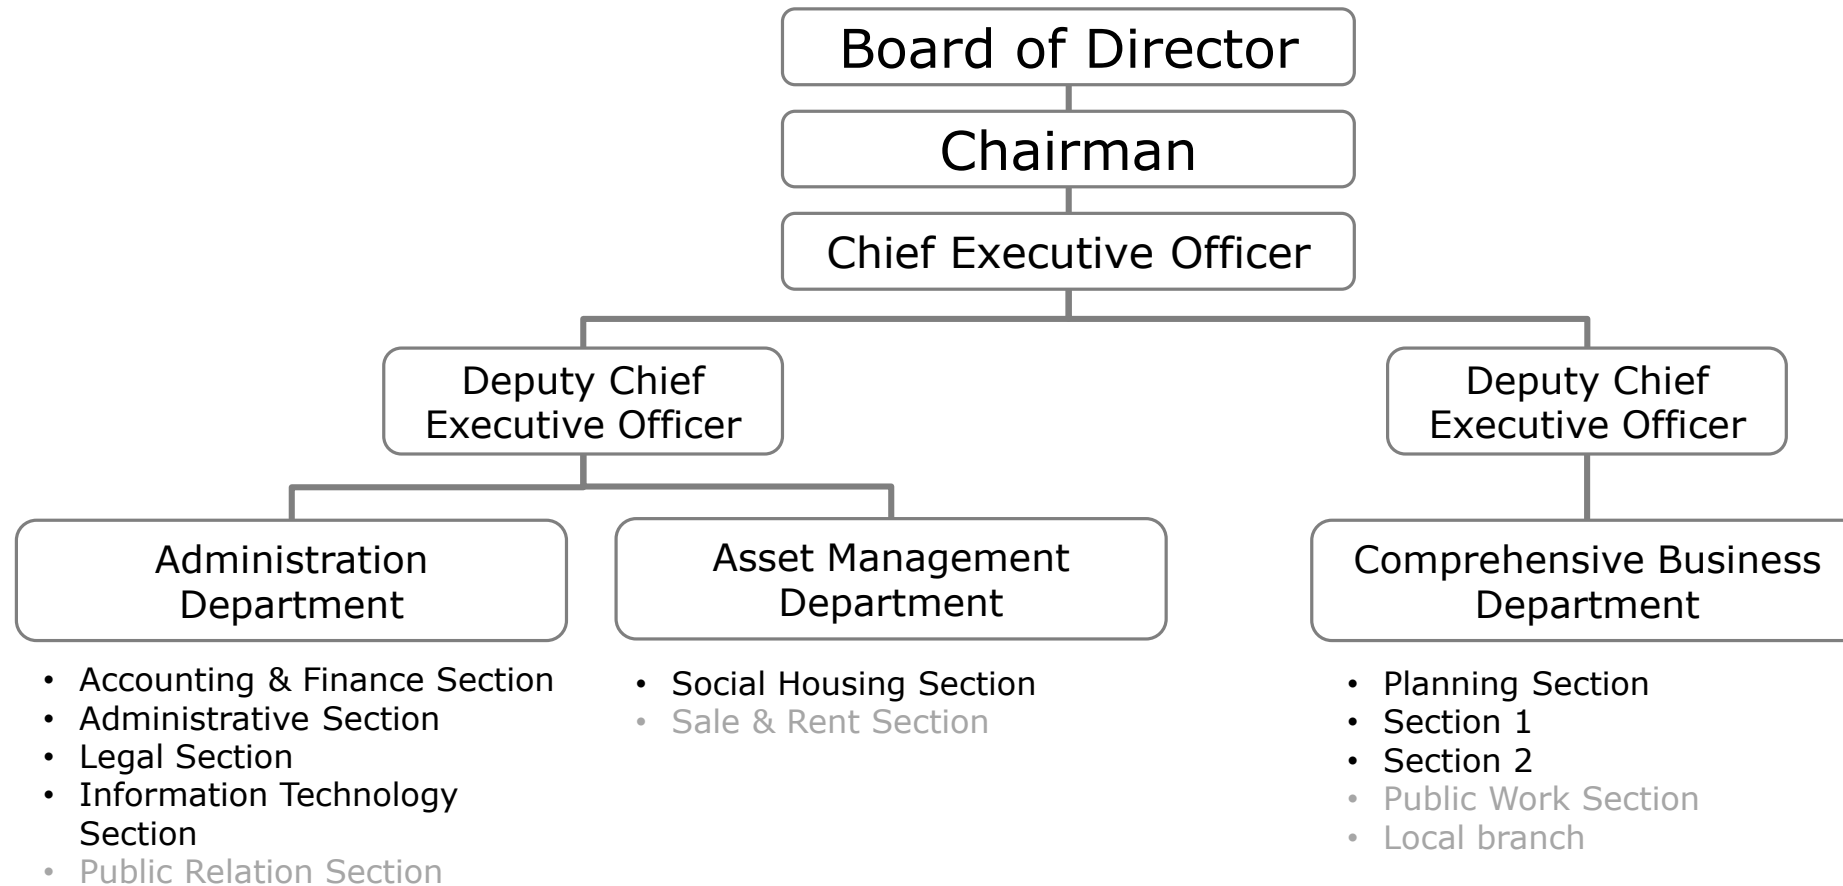 Board of Director
Chairman
Chief Executive Officer
Deputy Chief
Executive Officer
Deputy Chief
Executive Officer
Administration
Department
Asset Management
Department
Comprehensive Business
Department
• Accounting & Finance Section
• Administrative Section
• Legal Section
• Information Technology
Section
• Public Relation Section
• Social Housing Section
• Sale & Rent Section
• Planning Section
• Section 1
• Section 2
• Public Work Section
• Local branch